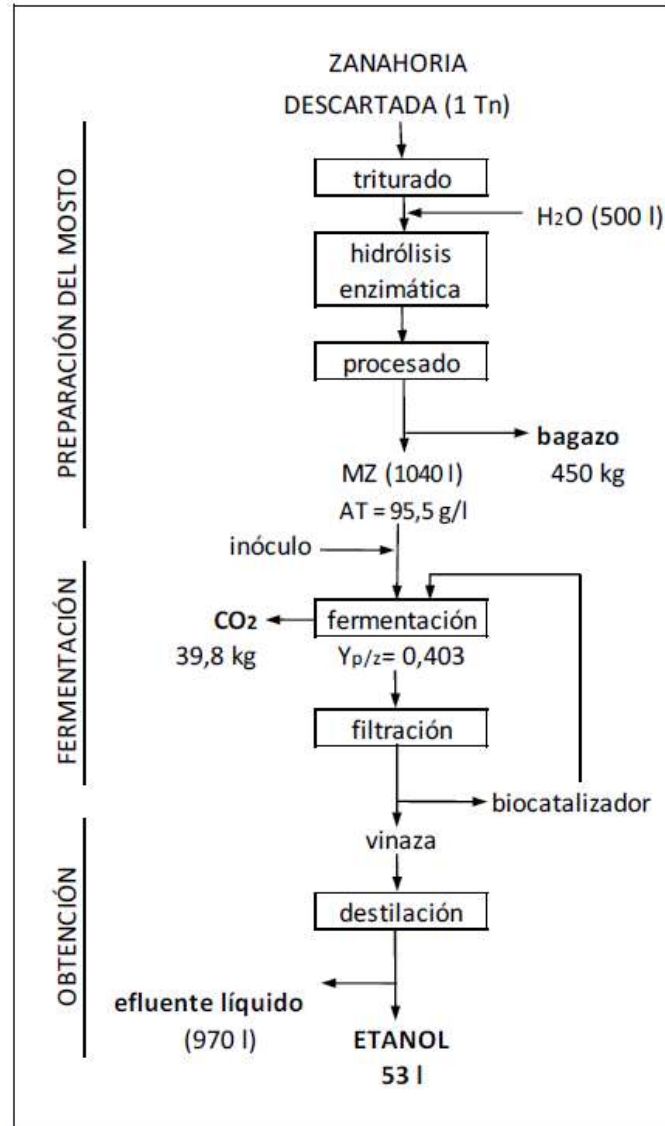 ZANAHORIA
DESCARTADA (1 Tn)
PREPARACIÓN DEL MOSTO
triturado
H2O (500 l)
hidrólisis
enzimática
procesado
bagazo
450 kg
MZ (1040 l)
AT = 95,5 g/l
inóculo
FERMENTACIÓN
CO2
39,8 kg
fermentación
Yp/z= 0,403
filtración
biocatalizador
vinaza
OBTENCIÓN
destilación
efluente líquido
(970 l)
ETANOL
53 l